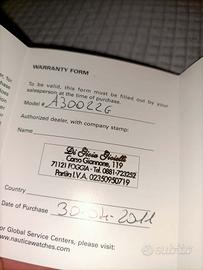 WARRANTY FORM
To be valid, this form must be filled out by your
salesperson at the time of purchase.
Model # A30022G
Authorized dealer, with company stamp:
Name
Di Gioia Gioielli
Corso Giannone, 119
71121 FOGGIA - Tel. 0881-723252
Partita I.V.A. 02350950719
Country
Date of Purchase 30-04-2011
For Global Service Centers, please visit:
www.nauticawatches.com
subito